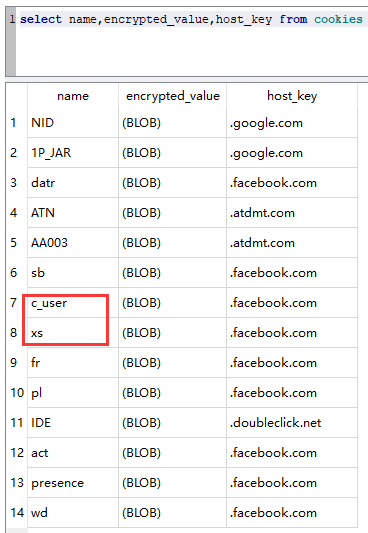 1 select name,encrypted_value,host_key from cookies
name encrypted_value host_key
1 NID (BLOB) .google.com
2 1P_JAR (BLOB) .google.com
3 datr (BLOB) .facebook.com
4 ATN (BLOB) .atdmt.com
5 AA003 (BLOB) .atdmt.com
6 sb (BLOB) .facebook.com
7 c_user (BLOB) .facebook.com
8 xs (BLOB) .facebook.com
9 fr (BLOB) .facebook.com
10 pl (BLOB) .facebook.com
11 IDE (BLOB) .doubleclick.net
12 act (BLOB) .facebook.com
13 presence (BLOB) .facebook.com
14 wd (BLOB) .facebook.com